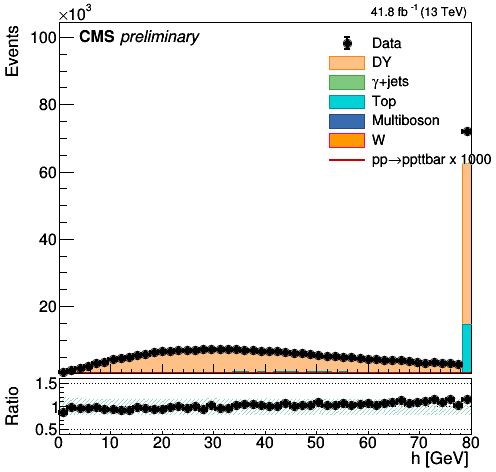 ×10³
41.8 fb⁻¹ (13 TeV)
Events
CMS preliminary
100
80
60
40
20
Data
DY
γ+jets
Top
Multiboson
W
pp→ppttbar x 1000
Ratio
1.5
1
0.5
0 10 20 30 40 50 60 70 80
h [GeV]